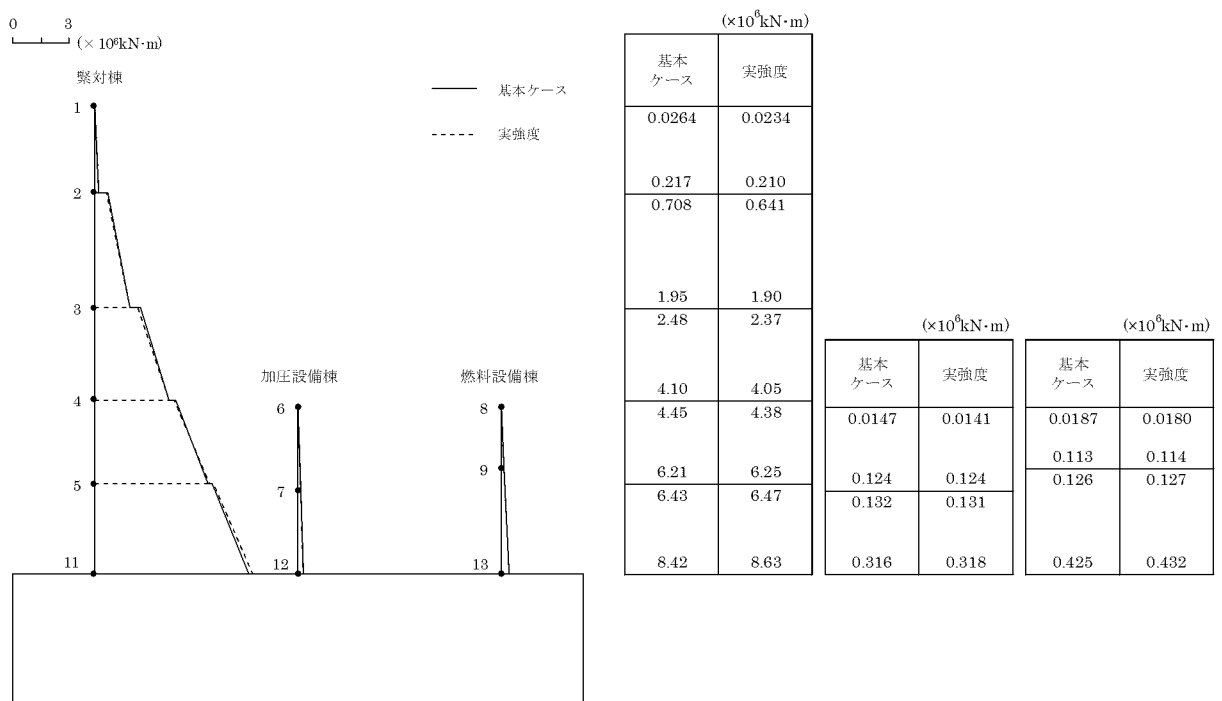 0 3
(× 10⁶kN·m)
緊対棟
基本ケース
実強度
1
2
3
4
5
11
加圧設備棟
6
7
12
燃料設備棟
8
9
13
(×10⁶kN·m)
基本
ケース 実強度
0.0264 0.0234
0.217 0.210
0.708 0.641
1.95 1.90
2.48 2.37
4.10 4.05
4.45 4.38
6.21 6.25
6.43 6.47
8.42 8.63
(×10⁶kN·m)
基本
ケース 実強度
0.0147 0.0141
0.124 0.124
0.132 0.131
0.316 0.318
(×10⁶kN·m)
基本
ケース 実強度
0.0187 0.0180
0.113 0.114
0.126 0.127
0.425 0.432